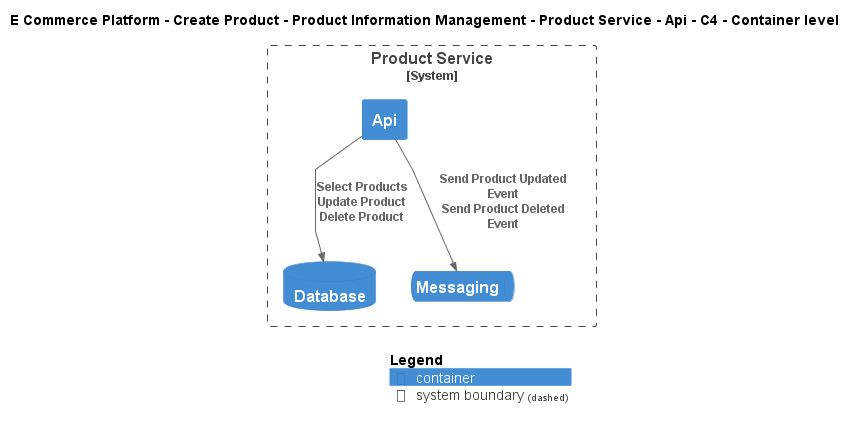 E Commerce Platform - Create Product - Product Information Management - Product Service - Api - C4 - Container level
Product Service
[System]
Api
Select Products
Update Product
Delete Product
Send Product Updated
Event
Send Product Deleted
Event
Database
Messaging
Legend
container
system boundary (dashed)